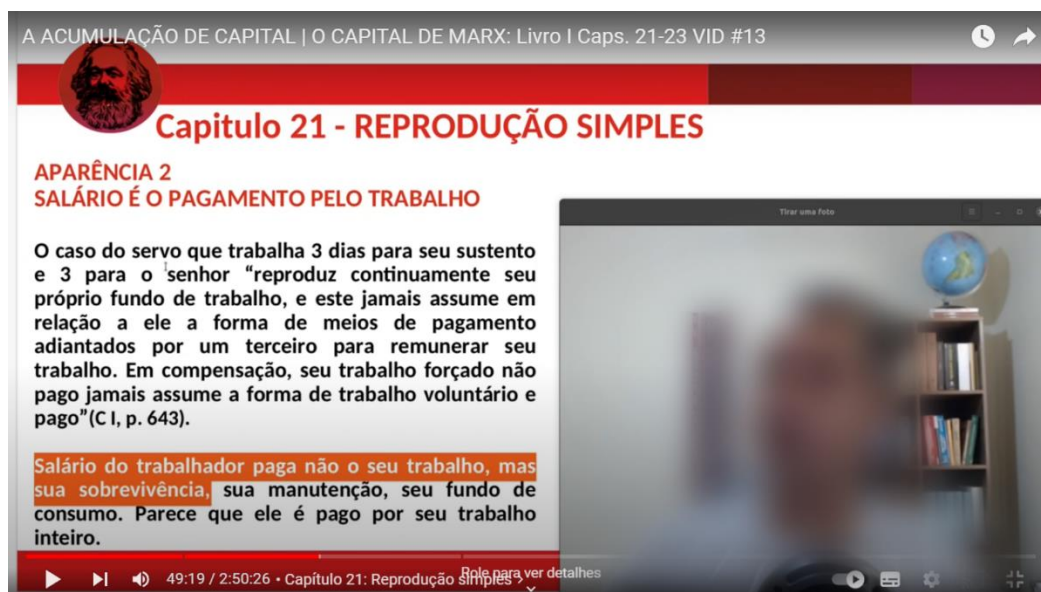 A ACUMULAÇÃO DE CAPITAL | O CAPITAL DE MARX: Livro I Caps. 21-23 VID #13
Capitulo 21 - REPRODUÇÃO SIMPLES
APARÊNCIA 2
SALÁRIO É O PAGAMENTO PELO TRABALHO
O caso do servo que trabalha 3 dias para seu sustento
e 3 para o senhor “reproduz continuamente seu
próprio fundo de trabalho, e este jamais assume em
relação a ele a forma de meios de pagamento
adiantados por um terceiro para remunerar seu
trabalho. Em compensação, seu trabalho forçado não
pago jamais assume a forma de trabalho voluntário e
pago”(C I, p. 643).
Salário do trabalhador paga não o seu trabalho, mas
sua sobrevivência, sua manutenção, seu fundo de
consumo. Parece que ele é pago por seu trabalho
inteiro.
Tirar uma foto
49:19 / 2:50:26 • Capítulo 21: Reprodução simples >
Role para ver detalhes